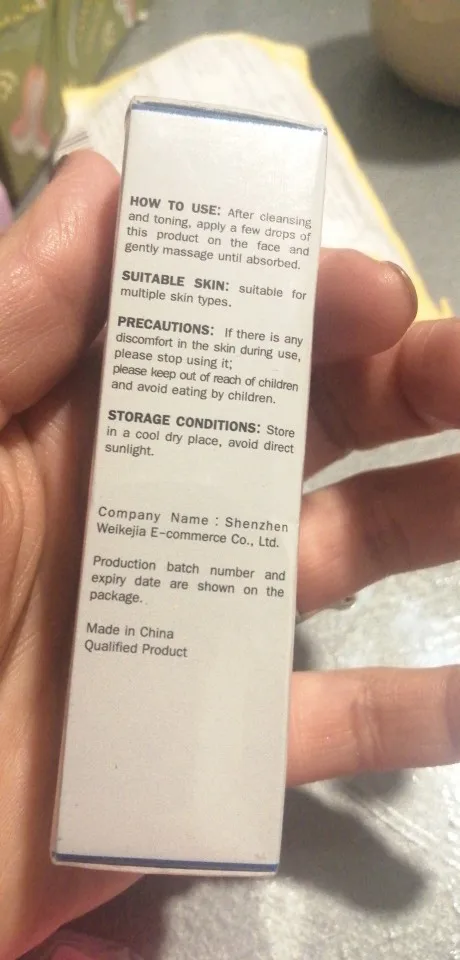 HOW TO USE: After cleansing
and toning, apply a few drops of
this product on the face and
gently massage until absorbed.
SUITABLE SKIN: suitable for
multiple skin types.
PRECAUTIONS: If there is any
discomfort in the skin during use,
please stop using it;
please keep out of reach of children
and avoid eating by children.
STORAGE CONDITIONS: Store
in a cool dry place, avoid direct
sunlight.
Company Name : Shenzhen
Weikejia E-commerce Co., Ltd.
Production batch number and
expiry date are shown on the
package.
Made in China
Qualified Product